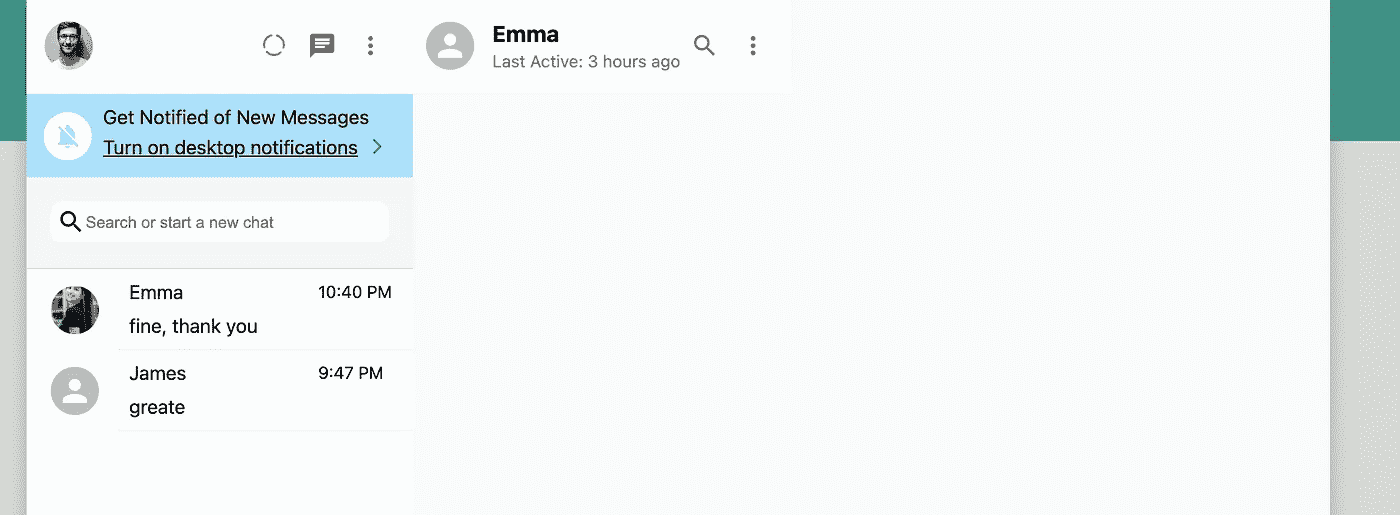 Emma
Last Active: 3 hours ago
Get Notified of New Messages
Turn on desktop notifications
Search or start a new chat
Emma 10:40 PM
fine, thank you
James 9:47 PM
greate